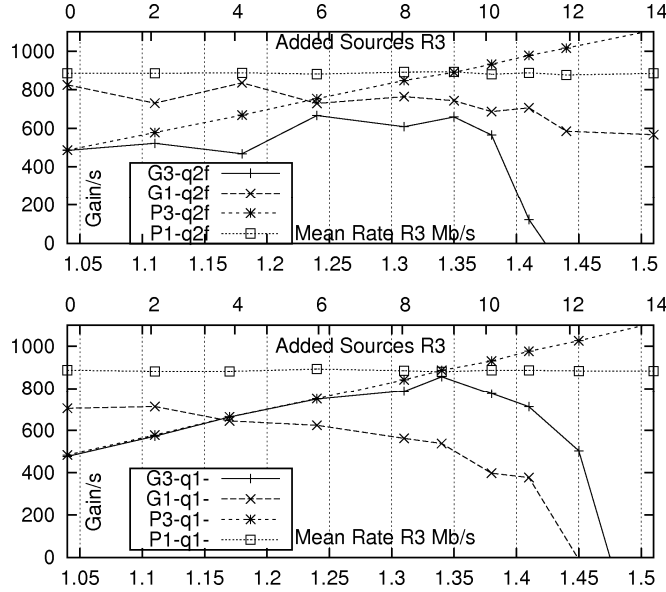 0 2 4 6 8 10 12 14
Added Sources R3
1000
800
600
400
200
0
Gain/s
G3-q2f
G1-q2f
P3-q2f
P1-q2f
Mean Rate R3 Mb/s
1.05 1.1 1.15 1.2 1.25 1.3 1.35 1.4 1.45 1.5
0 2 4 6 8 10 12 14
Added Sources R3
1000
800
600
400
200
0
Gain/s
G3-q1-
G1-q1-
P3-q1-
P1-q1-
Mean Rate R3 Mb/s
1.05 1.1 1.15 1.2 1.25 1.3 1.35 1.4 1.45 1.5